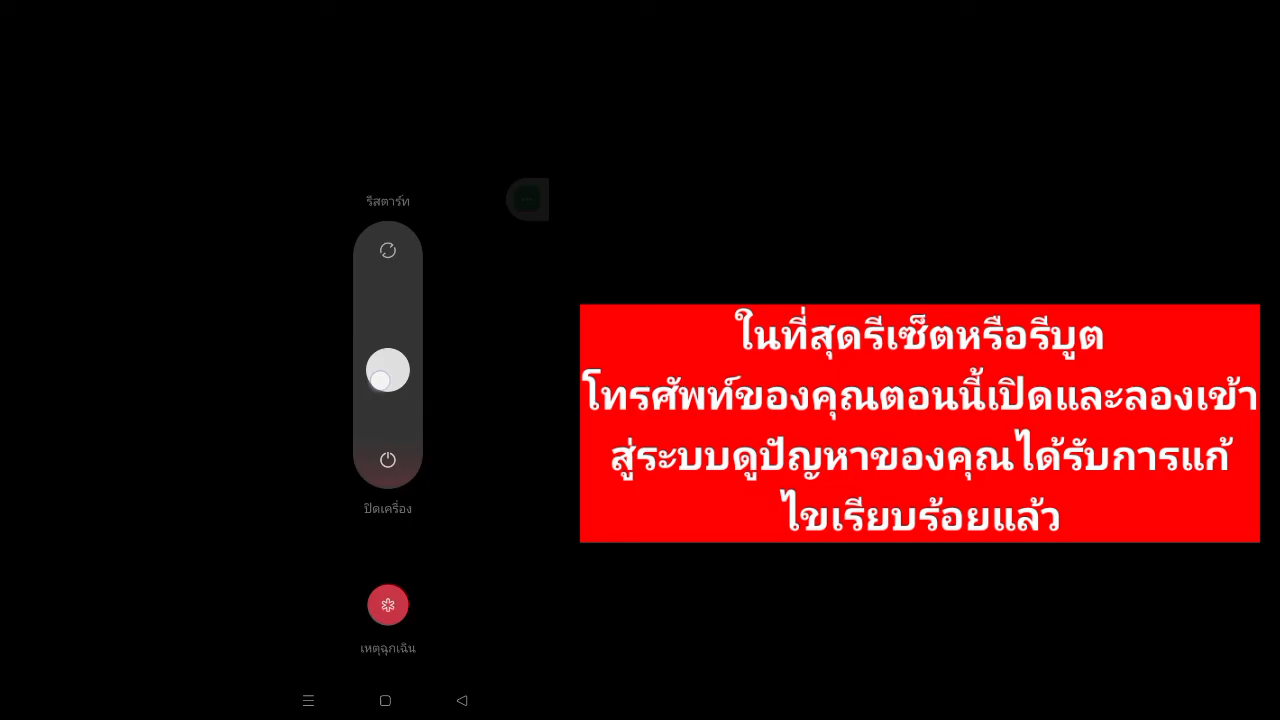 รีสตาร์ท
ปิดเครื่อง
เหตุฉุกเฉิน
ในที่สุดรีเซ็ตหรือรีบูต
โทรศัพท์ของคุณตอนนี้เปิดและลองเข้า
สู่ระบบดูปัญหาของคุณได้รับการแก้
ไขเรียบร้อยแล้ว